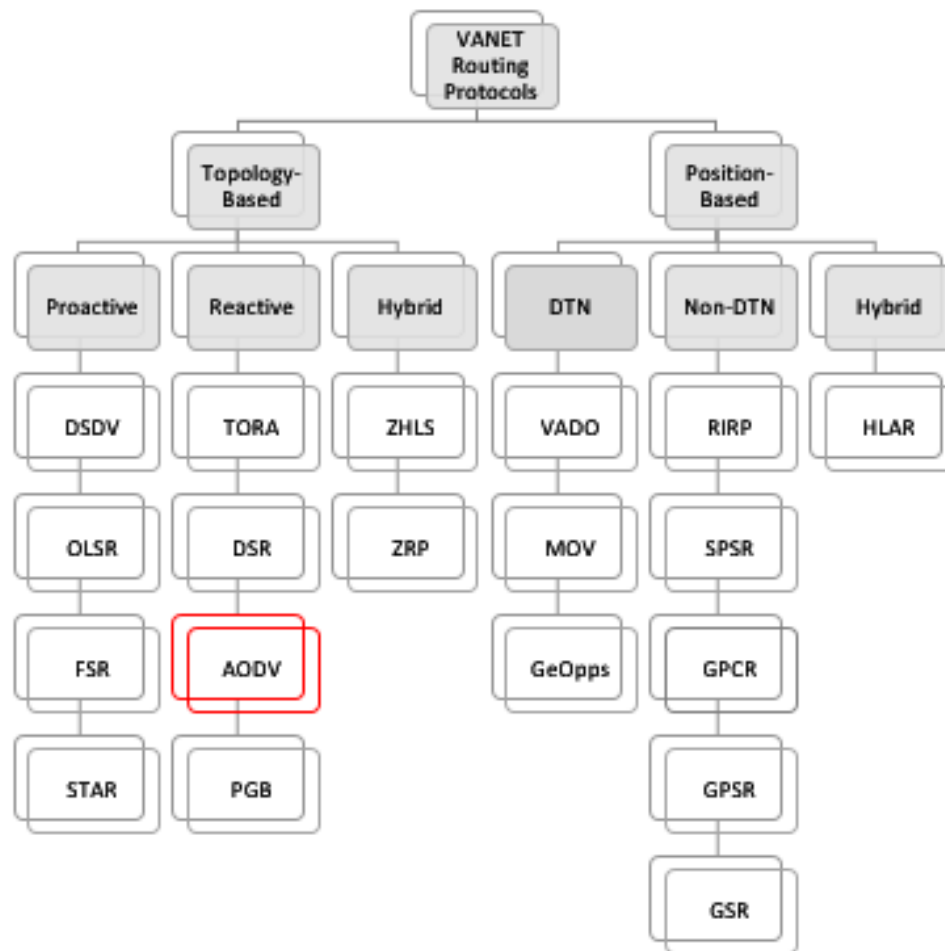 VANET
Routing
Protocols
Topology-
Based
Position-
Based
Proactive
Reactive
Hybrid
DTN
Non-DTN
Hybrid
DSDV
TORA
ZHLS
VADO
RIRP
HLAR
OLSR
DSR
ZRP
MOV
SPSR
FSR
AODV
GeOpps
GPCR
STAR
PGB
GPSR
GSR